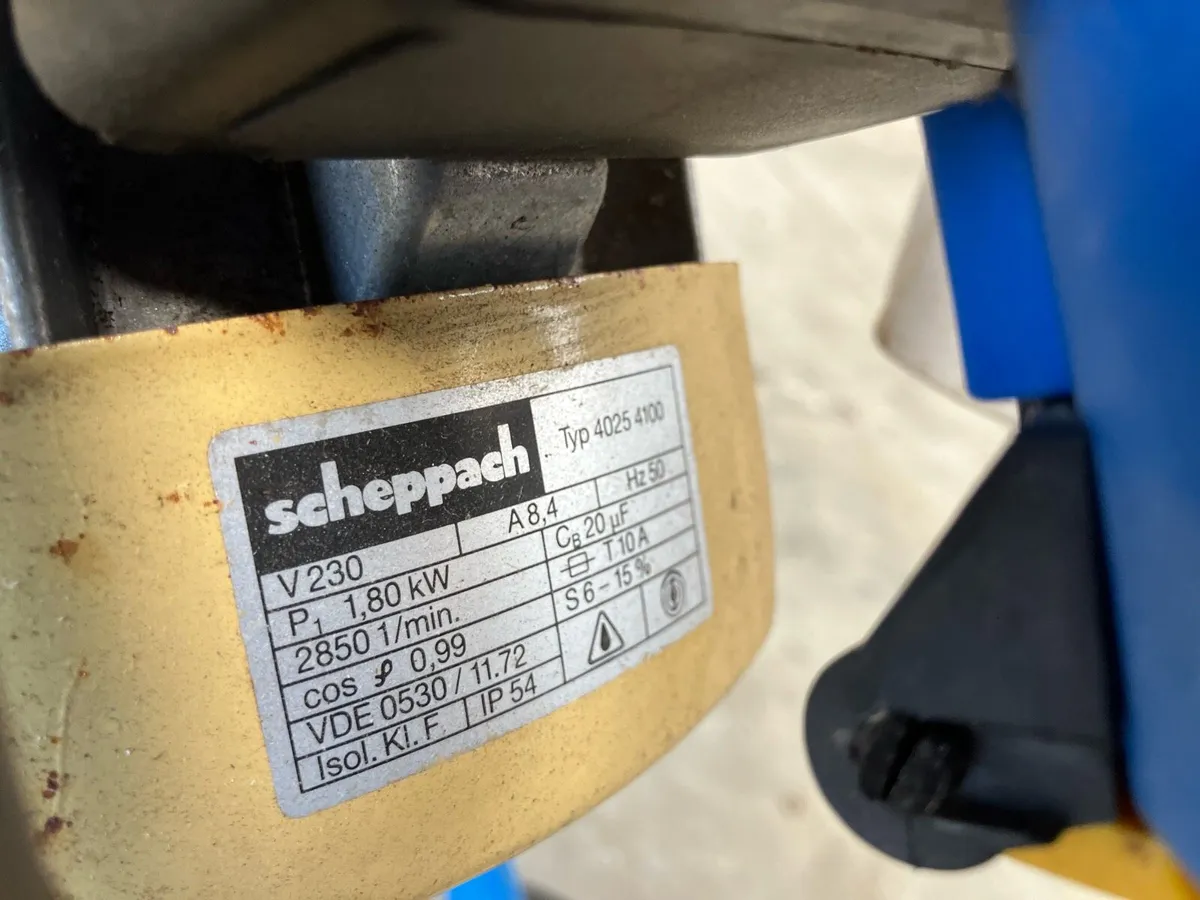 scheppach
Typ 4025 4100
V 230
A 8,4
Hz 50
P1 1,80 kW
CB 20 µF
2850 1/min.
T 10 A
cos φ 0,99
S 6 – 15 %
VDE 0530 / 11.72
Isol. Kl. F
IP 54